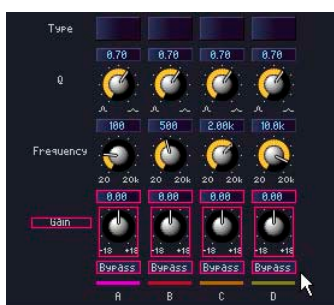 Type
0.70 0.70 0.70 0.70
Q
100 500 2.00k 10.0k
Frequency
20 20k 20 20k 20 20k 20 20k
0.00 0.00 0.00 0.00
Gain
-18 +18 -18 +18 -18 +18 -18 +18
Bypass Bypass Bypass Bypass
A B C D